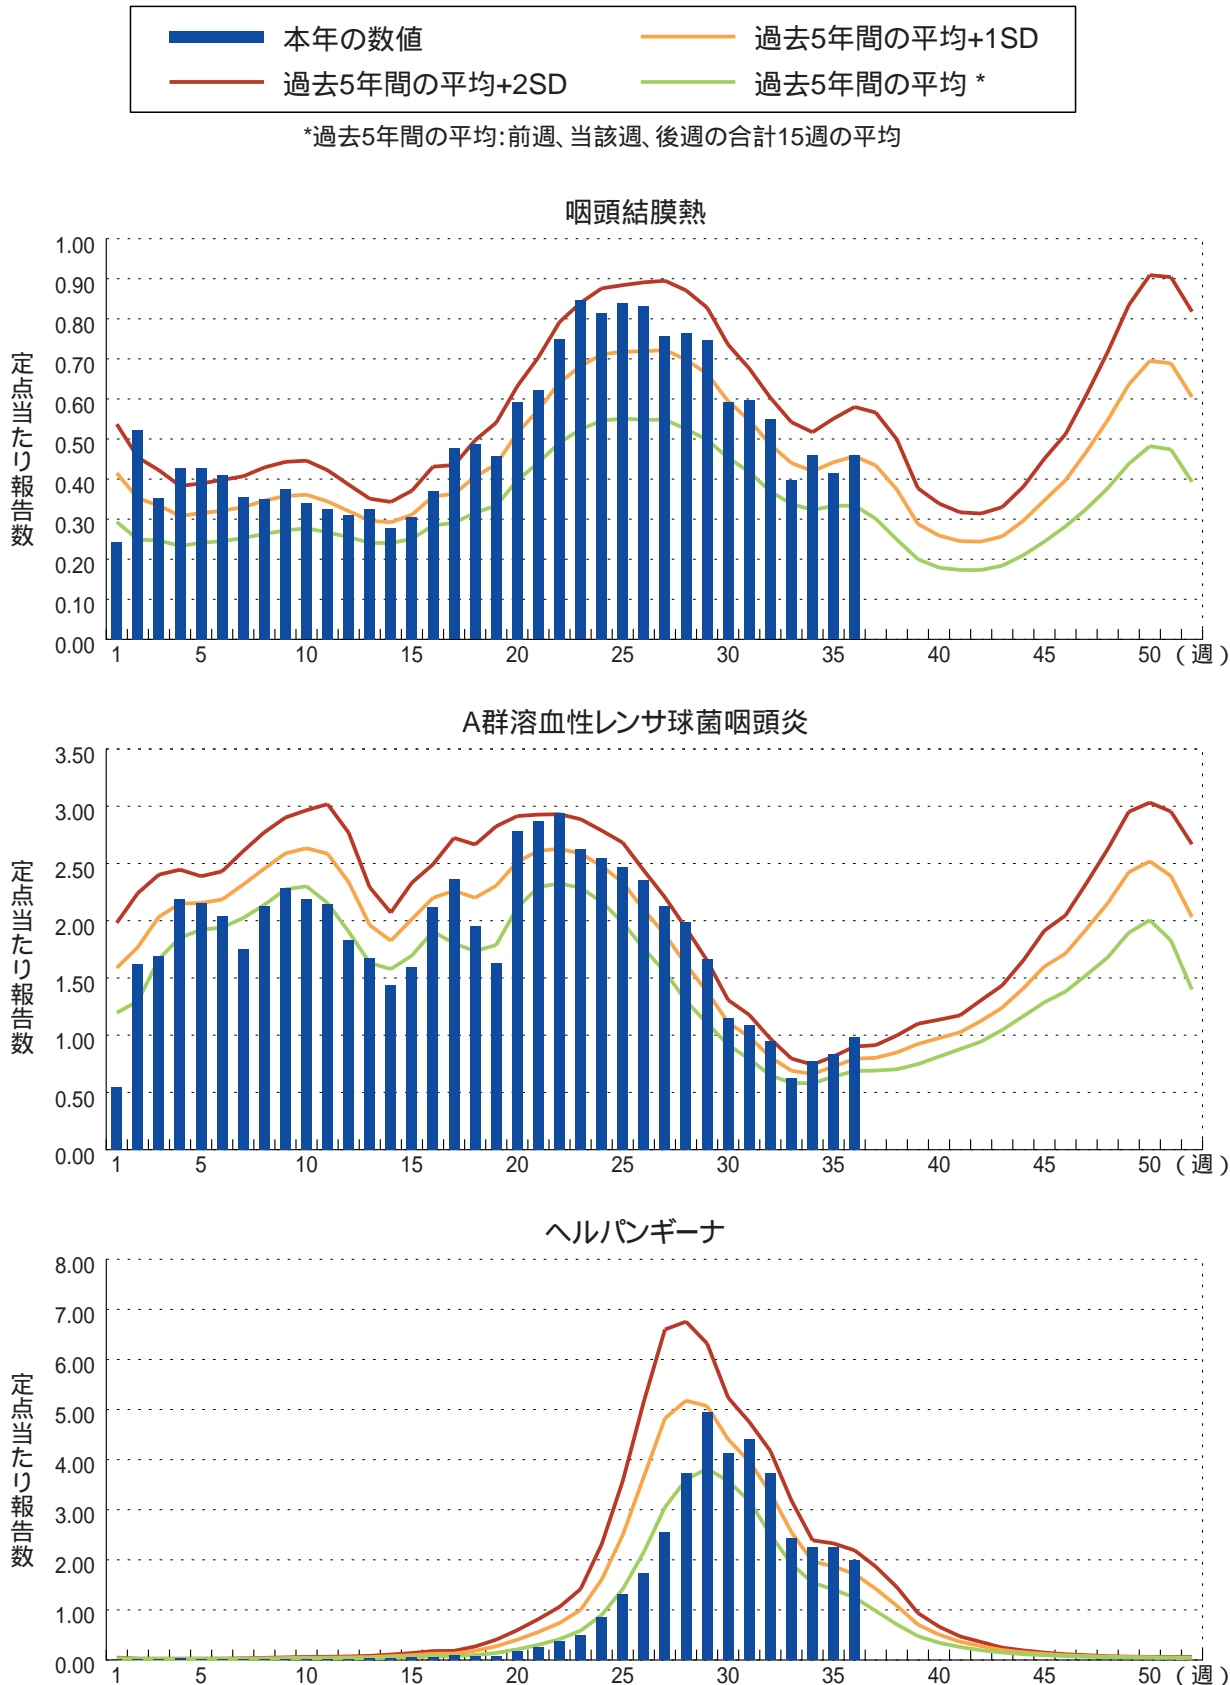 本年の数値
過去5年間の平均+1SD
過去5年間の平均+2SD
過去5年間の平均 *
*過去5年間の平均:前週、当該週、後週の合計15週の平均
咽頭結膜熱
定点当たり報告数
1.00
0.90
0.80
0.70
0.60
0.50
0.40
0.30
0.20
0.10
0.00
1 5 10 15 20 25 30 35 40 45 50 (週)
A群溶血性レンサ球菌咽頭炎
定点当たり報告数
3.50
3.00
2.50
2.00
1.50
1.00
0.50
0.00
1 5 10 15 20 25 30 35 40 45 50 (週)
ヘルパンギーナ
定点当たり報告数
8.00
7.00
6.00
5.00
4.00
3.00
2.00
1.00
0.00
1 5 10 15 20 25 30 35 40 45 50 (週)